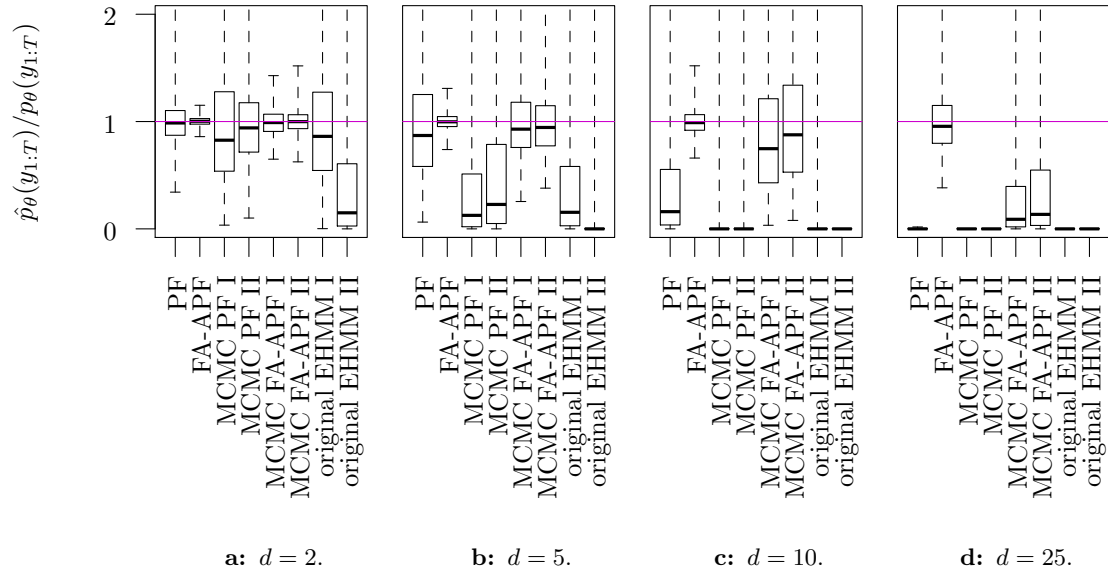 p̂θ(y1:T)/pθ(y1:T)
2
1
0
PF
FA-APF
MCMC PF I
MCMC PF II
MCMC FA-APF I
MCMC FA-APF II
original EHMM I
original EHMM II
PF
FA-APF
MCMC PF I
MCMC PF II
MCMC FA-APF I
MCMC FA-APF II
original EHMM I
original EHMM II
PF
FA-APF
MCMC PF I
MCMC PF II
MCMC FA-APF I
MCMC FA-APF II
original EHMM I
original EHMM II
PF
FA-APF
MCMC PF I
MCMC PF II
MCMC FA-APF I
MCMC FA-APF II
original EHMM I
original EHMM II
a: d = 2.
b: d = 5.
c: d = 10.
d: d = 25.